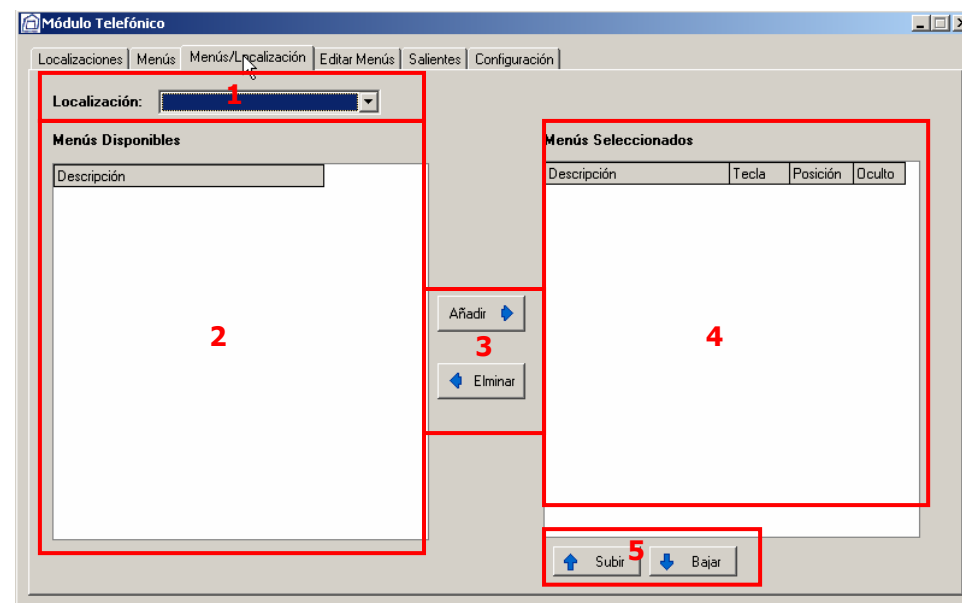 Módulo Telefónico
Localizaciones Menús Menús/Localización Editar Menús Salientes Configuración
Localización: 1
Menús Disponibles
Menús Seleccionados
Descripción
Descripción Tecla Posición Oculto
Añadir
2
3
4
Elminar
Subir 5 Bajar